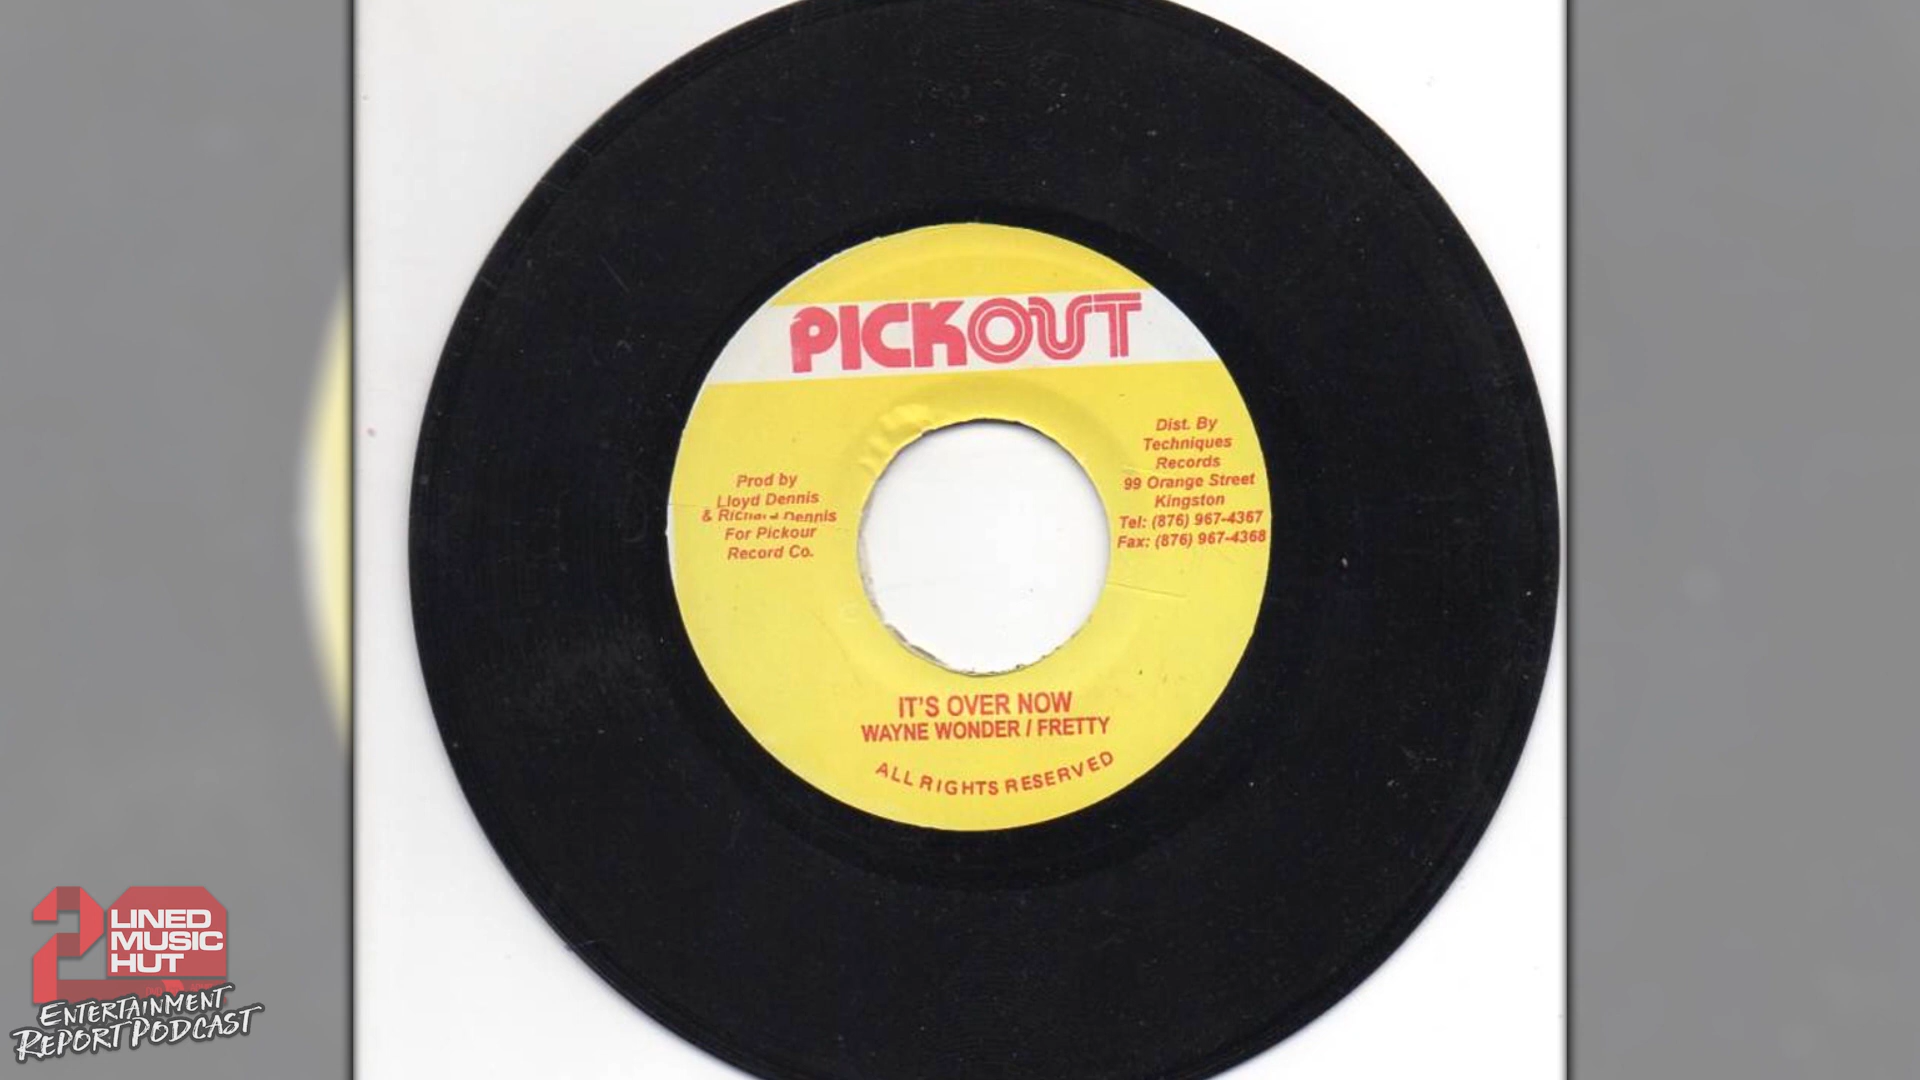 PICKOUT
Prod by
Lloyd Dennis
& Richard Dennis
For Pickour
Record Co.
Dist. By
Techniques
Records
99 Orange Street
Kingston
Tel: (876) 967-4367
Fax: (876) 967-4368
IT'S OVER NOW
WAYNE WONDER / FRETTY
ALL RIGHTS RESERVED
LINED
MUSIC
HUT
ENTERTAINMENT
REPORT PODCAST